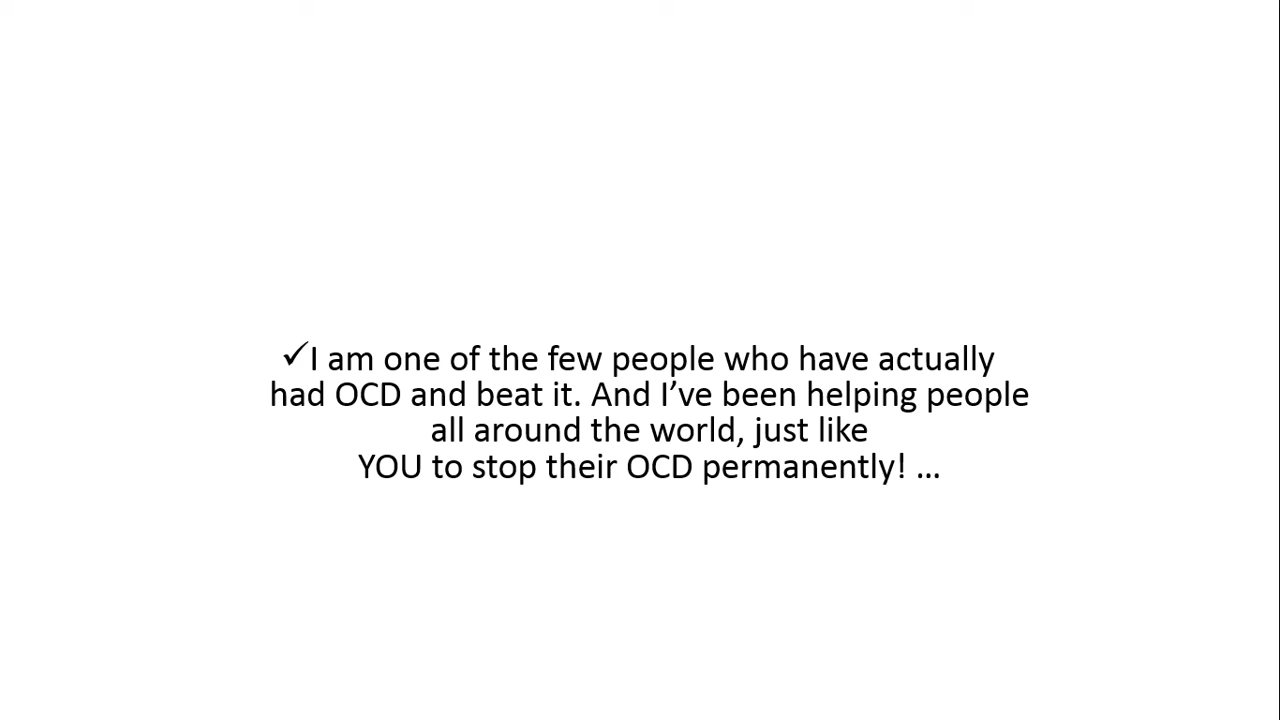 ✓I am one of the few people who have actually
had OCD and beat it. And I’ve been helping people
all around the world, just like
YOU to stop their OCD permanently! ...